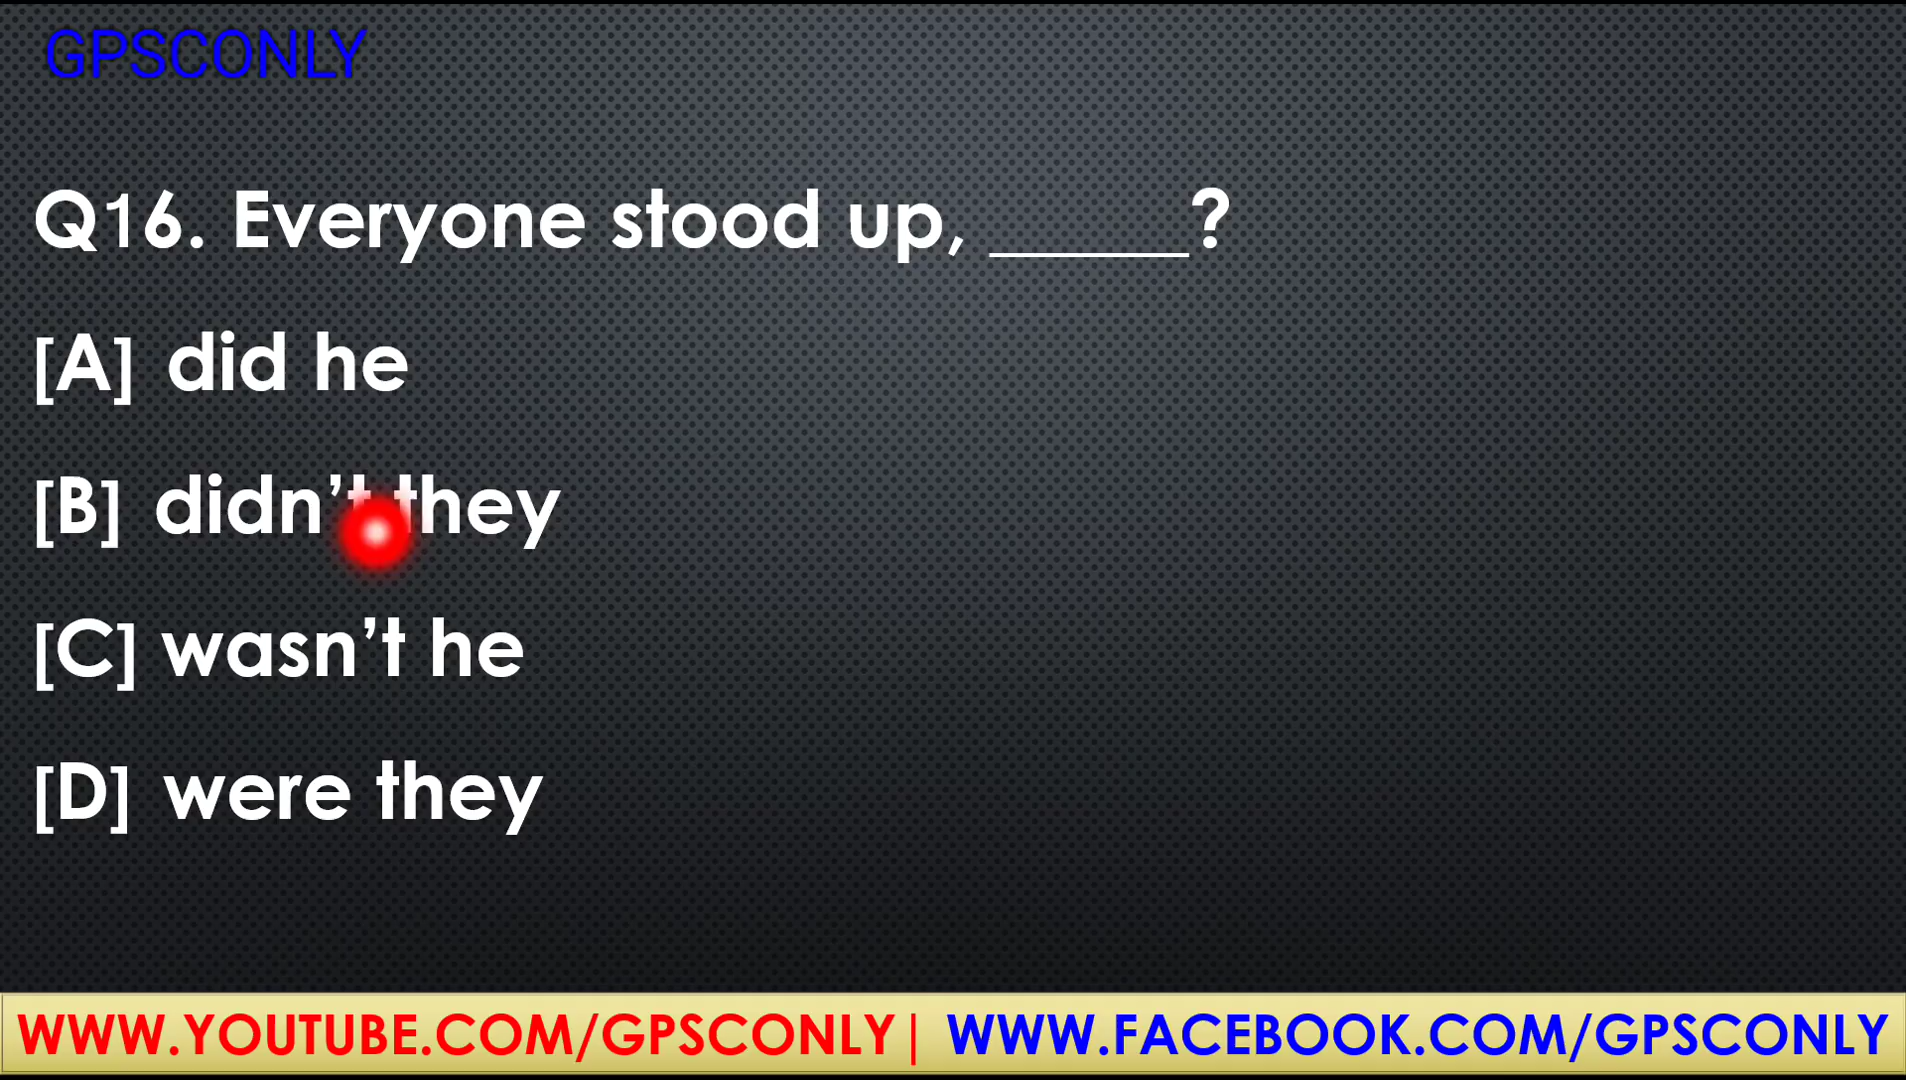 GPSCONLY
Q16. Everyone stood up, _____?
[A] did he
[B] didn’t they
[C] wasn’t he
[D] were they
WWW.YOUTUBE.COM/GPSCONLY| WWW.FACEBOOK.COM/GPSCONLY